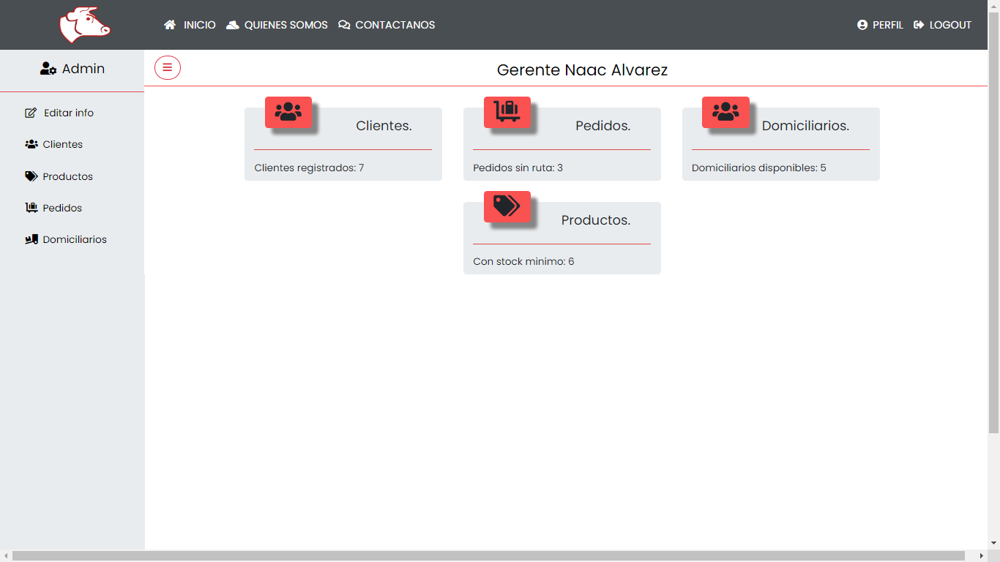 INICIO QUIENES SOMOS CONTACTANOS PERFIL LOGOUT
Admin
Editar info
Clientes
Productos
Pedidos
Domiciliarios
Gerente Naac Alvarez
Clientes.
Clientes registrados: 7
Pedidos.
Pedidos sin ruta: 3
Domiciliarios.
Domiciliarios disponibles: 5
Productos.
Con stock minimo: 6